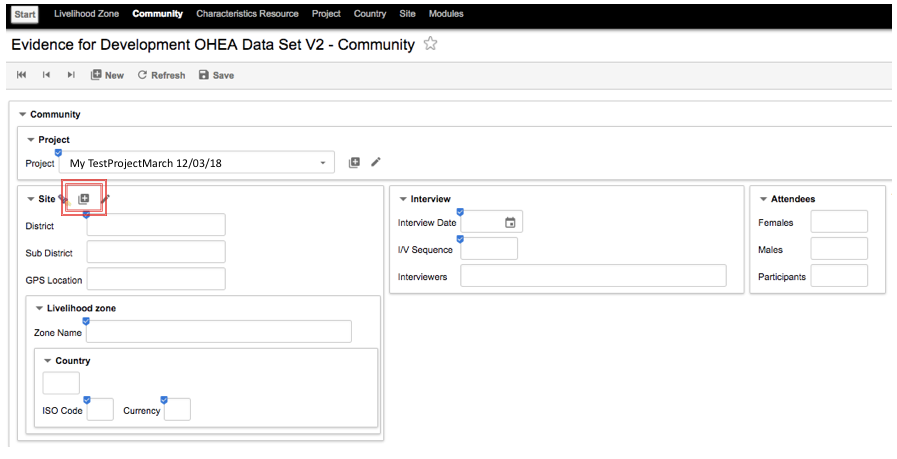 Start Livelihood Zone Community Characteristics Resource Project Country Site Modules
Evidence for Development OHEA Data Set V2 - Community
New Refresh Save
Community
Project
Project My TestProjectMarch 12/03/18
Site
District
Sub District
GPS Location
Livelihood zone
Zone Name
Country
ISO Code Currency
Interview
Interview Date
I/V Sequence
Interviewers
Attendees
Females
Males
Participants